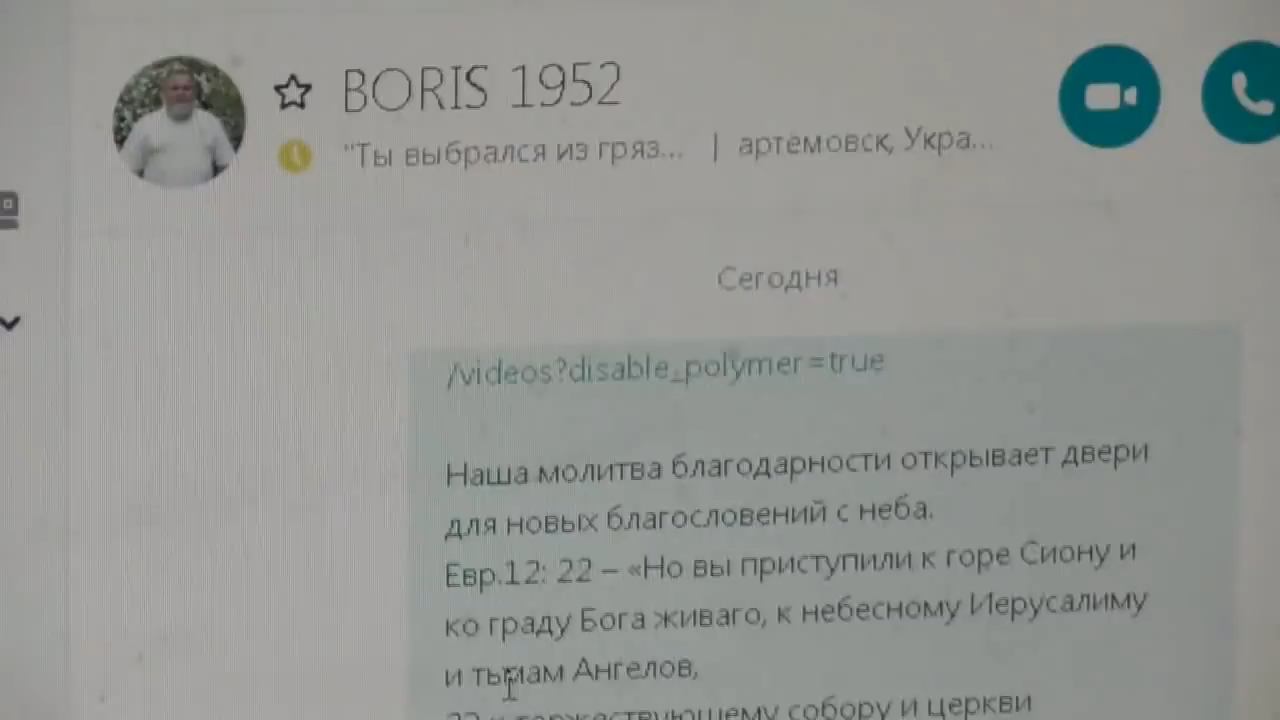 BORIS 1952
"Ты выбрался из гряз... | артемовск, Укра...
Сегодня
/videos?disable_polymer=true
Наша молитва благодарности открывает двери
для новых благословений с неба.
Евр.12: 22 – «Но вы приступили к горе Сиону и
ко граду Бога живаго, к небесному Иерусалиму
и тьмам Ангелов,
собору и церкви